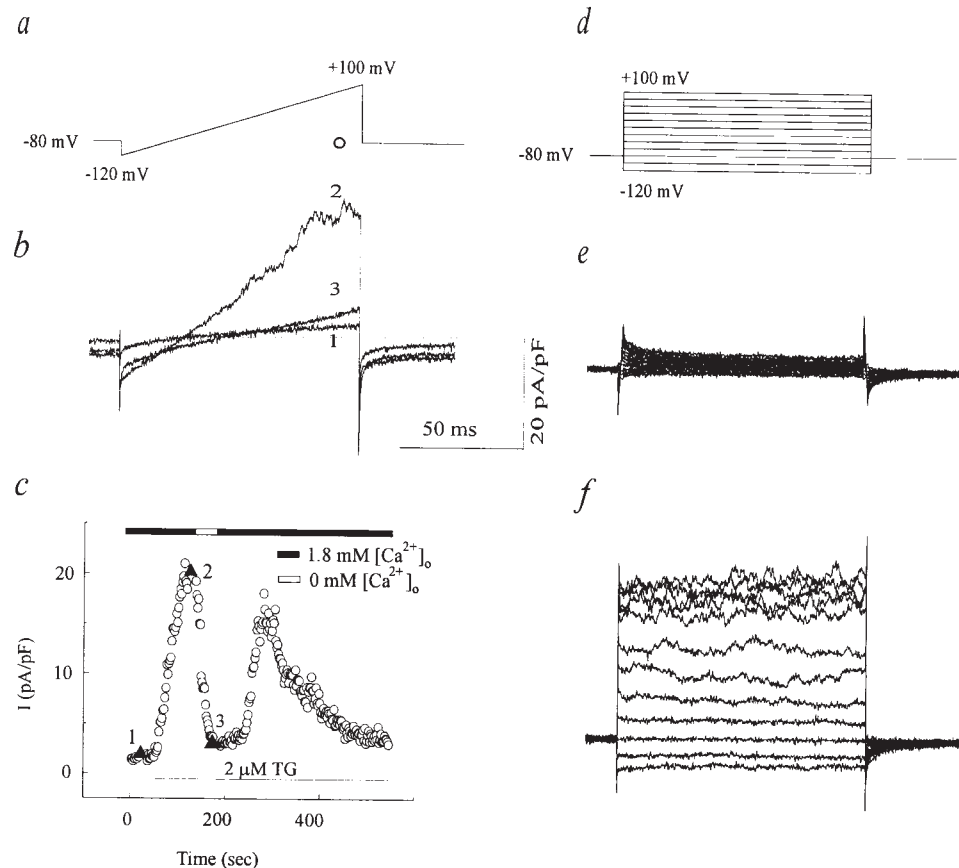 a
+100 mV
-80 mV
-120 mV
b
2
3
1
20 pA/pF
50 ms
c
1.8 mM [Ca²⁺]ₒ
0 mM [Ca²⁺]ₒ
20
10
0
I (pA/pF)
1
2
3
2 μM TG
0 200 400
Time (sec)
d
+100 mV
-80 mV
-120 mV
e
f